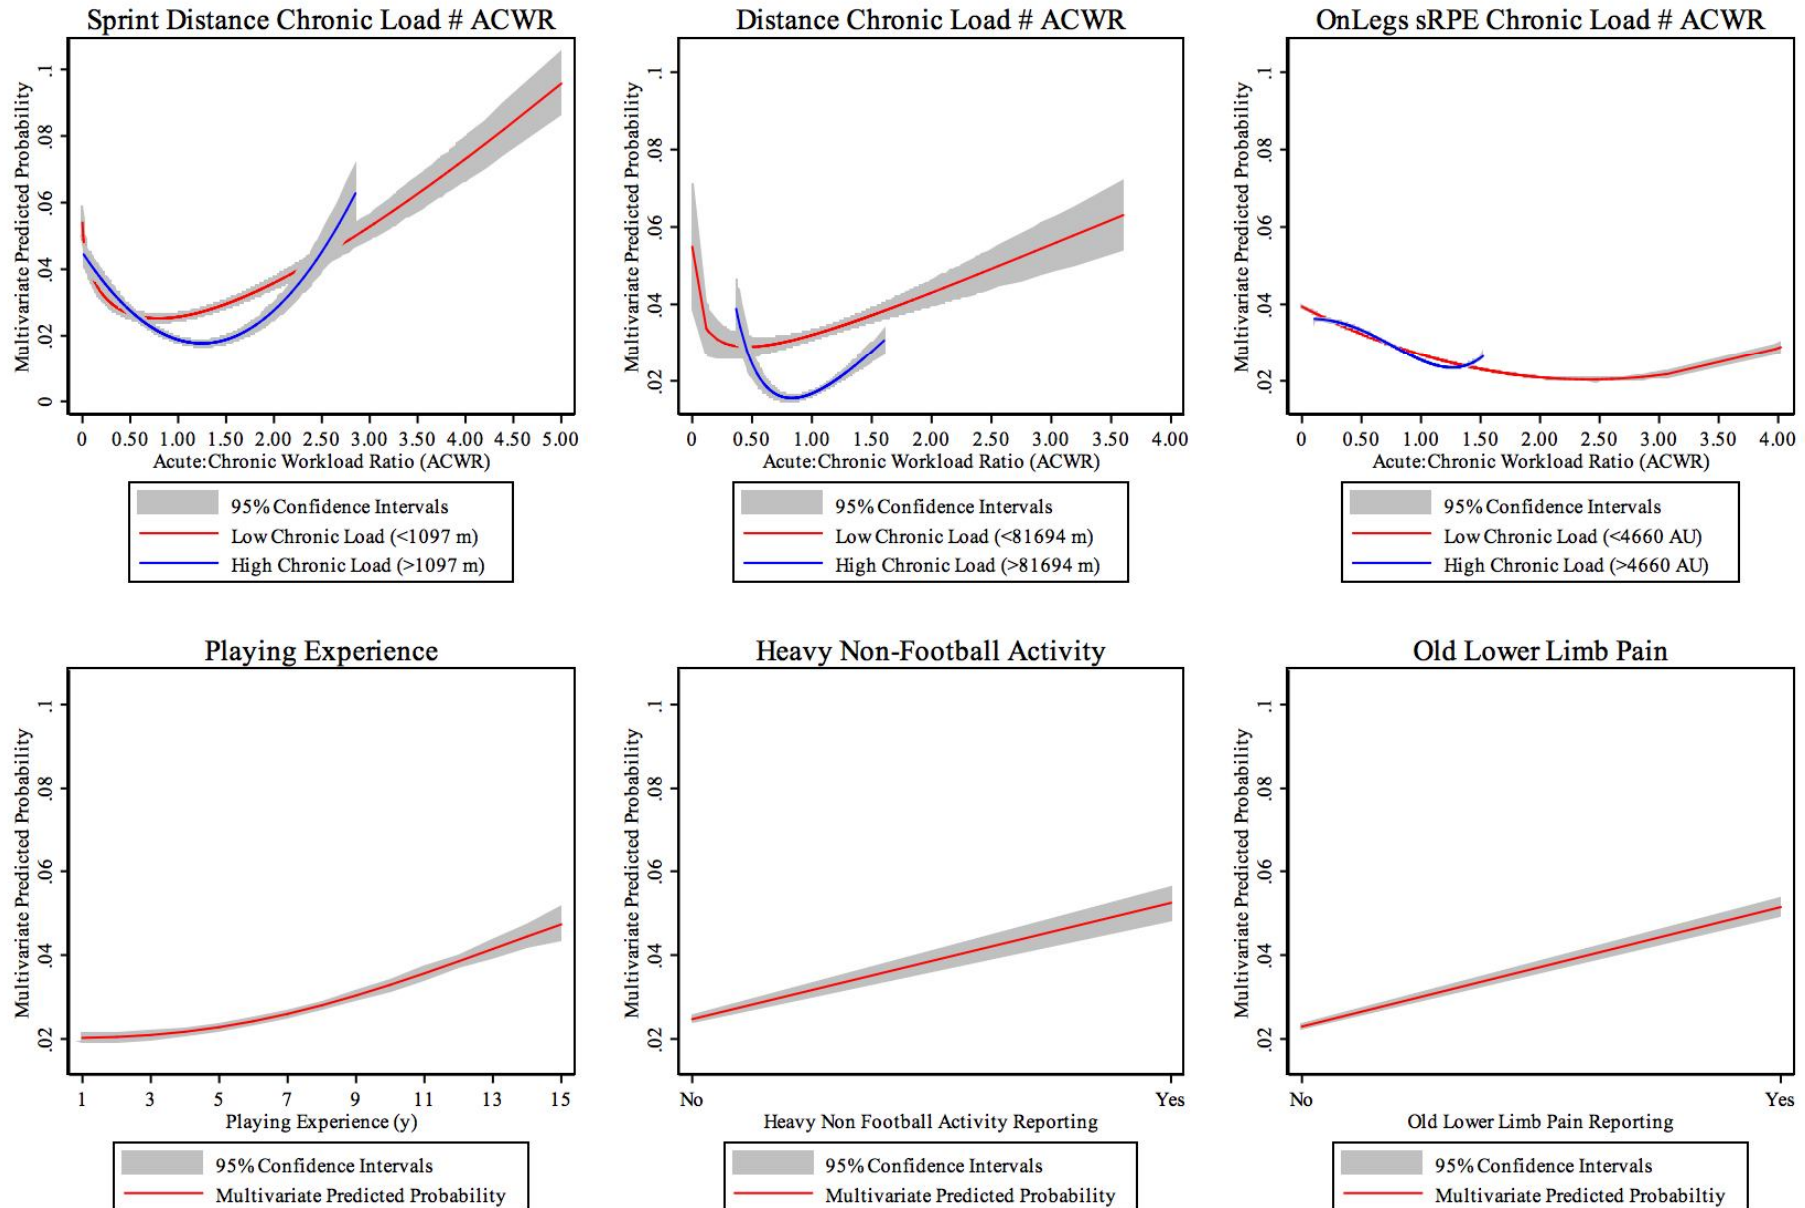 Sprint Distance Chronic Load # ACWR
Multivariate Predicted Probability
.1
.08
.06
.04
.02
0
0 0.50 1.00 1.50 2.00 2.50 3.00 3.50 4.00 4.50 5.00
Acute:Chronic Workload Ratio (ACWR)
95% Confidence Intervals
Low Chronic Load (<1097 m)
High Chronic Load (>1097 m)
Distance Chronic Load # ACWR
Multivariate Predicted Probability
.1
.08
.06
.04
.02
0 0.50 1.00 1.50 2.00 2.50 3.00 3.50 4.00
Acute:Chronic Workload Ratio (ACWR)
95% Confidence Intervals
Low Chronic Load (<81694 m)
High Chronic Load (>81694 m)
OnLegs sRPE Chronic Load # ACWR
Multivariate Predicted Probability
.1
.08
.06
.04
.02
0 0.50 1.00 1.50 2.00 2.50 3.00 3.50 4.00
Acute:Chronic Workload Ratio (ACWR)
95% Confidence Intervals
Low Chronic Load (<4660 AU)
High Chronic Load (>4660 AU)
Playing Experience
Multivariate Predicted Probability
.1
.08
.06
.04
.02
1 3 5 7 9 11 13 15
Playing Experience (y)
95% Confidence Intervals
Multivariate Predicted Probability
Heavy Non-Football Activity
Multivariate Predicted Probability
.1
.08
.06
.04
.02
No Yes
Heavy Non Football Activity Reporting
95% Confidence Intervals
Multivariate Predicted Probability
Old Lower Limb Pain
Multivariate Predicted Probability
.1
.08
.06
.04
.02
No Yes
Old Lower Limb Pain Reporting
95% Confidence Intervals
Multivariate Predicted Probabiltiy